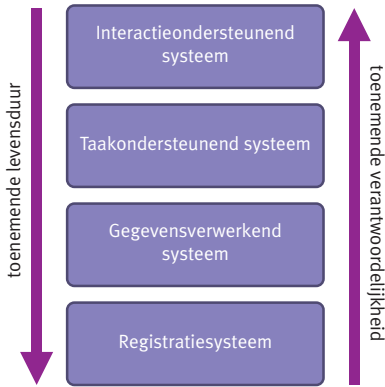 toenemende levensduur
Interactieondersteunend
systeem
Taakondersteunend systeem
Gegevensverwerkend
systeem
Registratiesysteem
toenemende verantwoordelijkheid